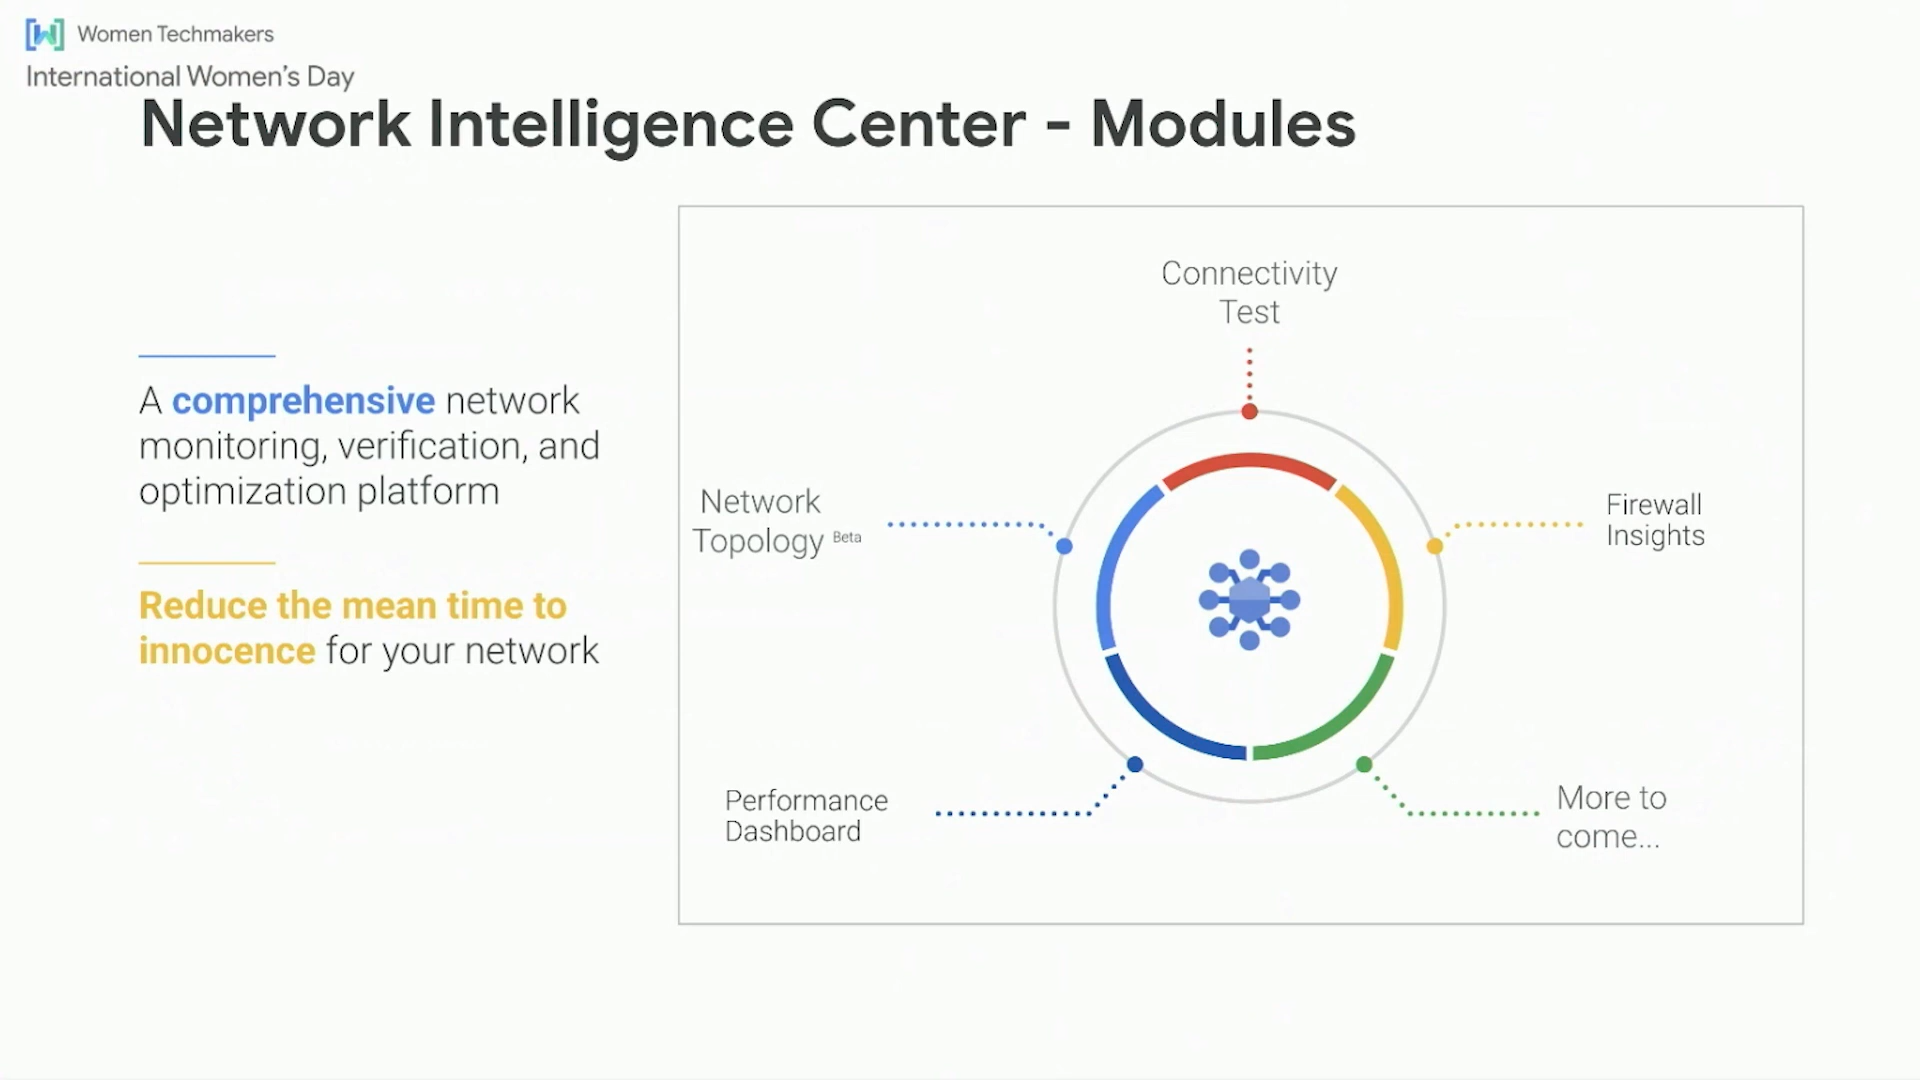 Women Techmakers
International Women's Day
Network Intelligence Center - Modules
A comprehensive network
monitoring, verification, and
optimization platform
Reduce the mean time to
innocence for your network
Connectivity
Test
Network
Topology Beta
Firewall
Insights
Performance
Dashboard
More to
come...